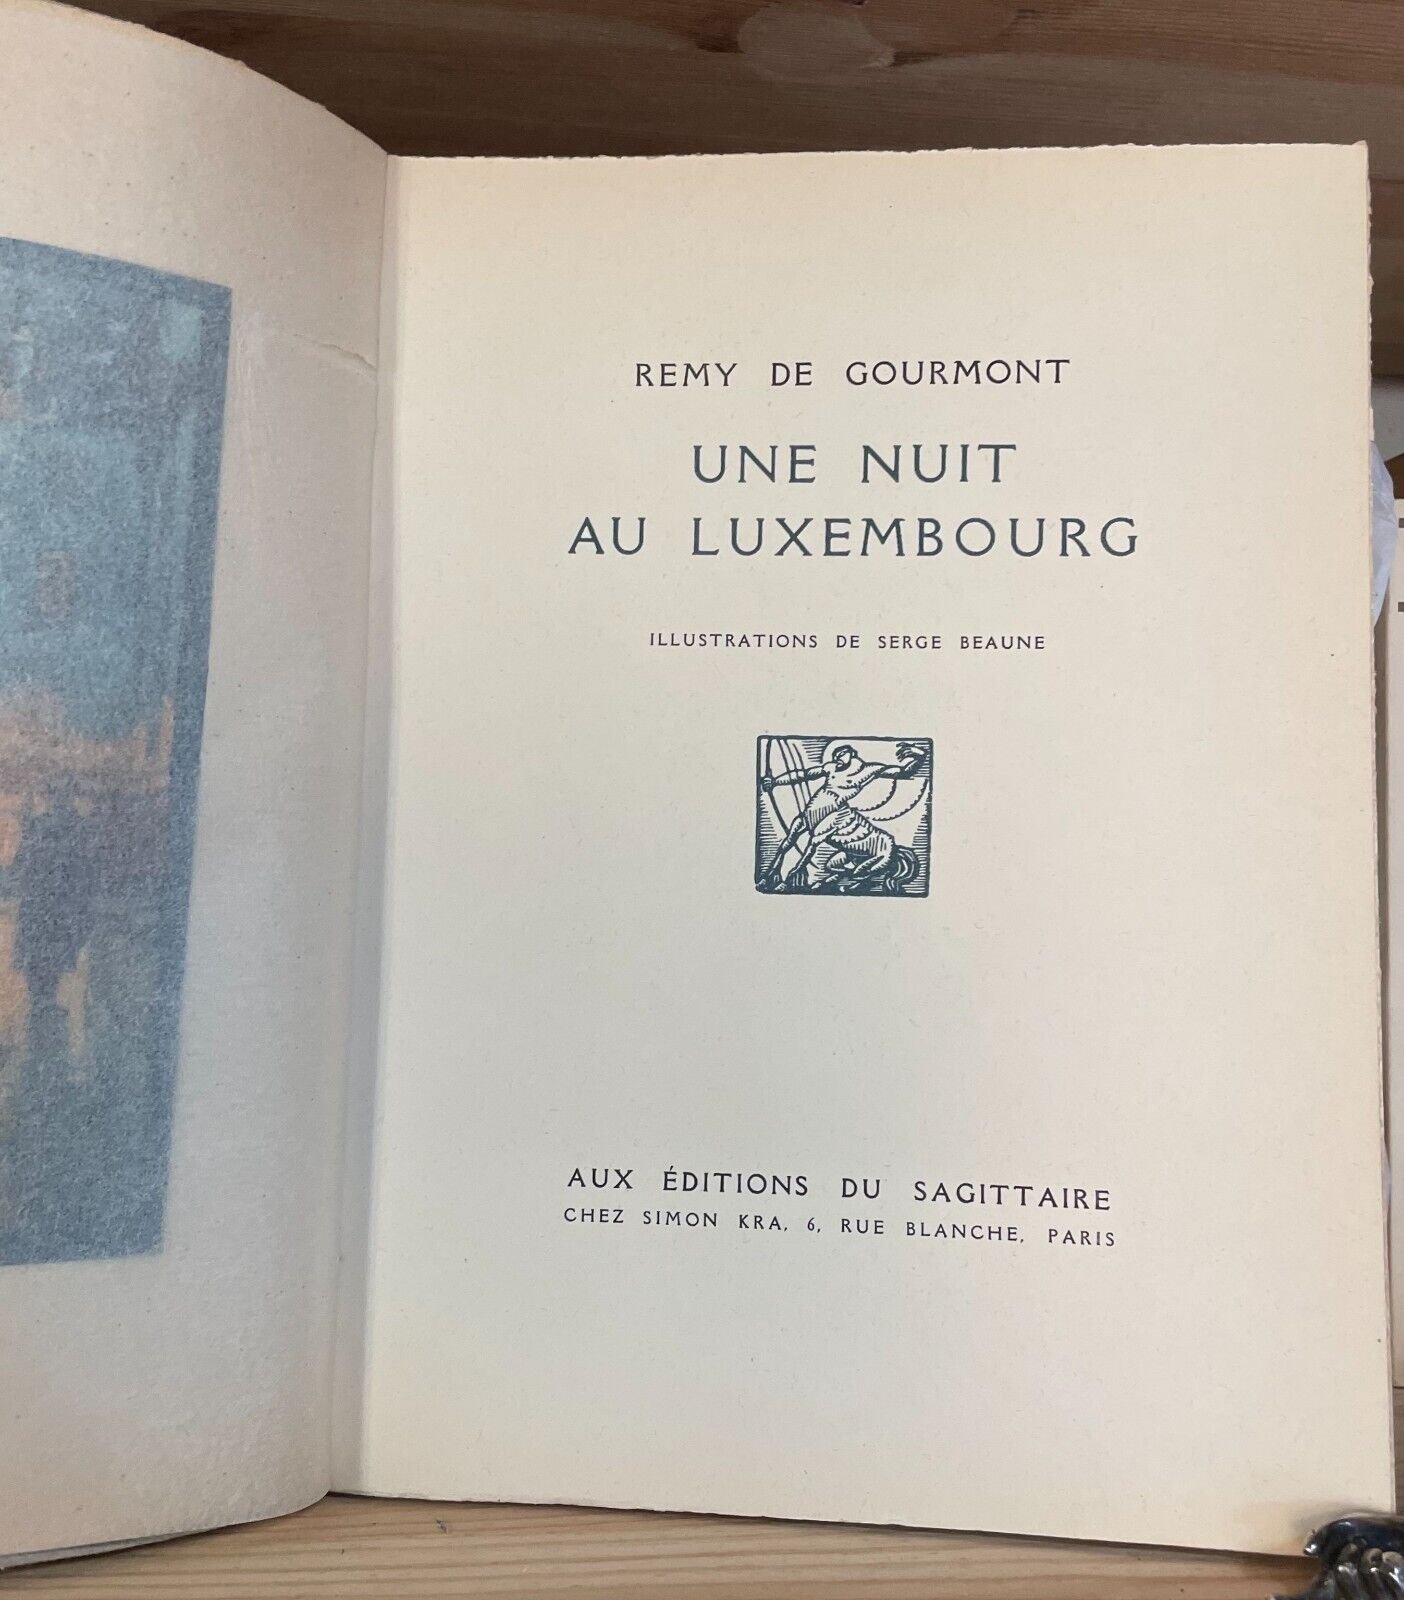 REMY DE GOURMONT
UNE NUIT
AU LUXEMBOURG
ILLUSTRATIONS DE SERGE BEAUNE
AUX ÉDITIONS DU SAGITTAIRE
CHEZ SIMON KRA, 6, RUE BLANCHE, PARIS